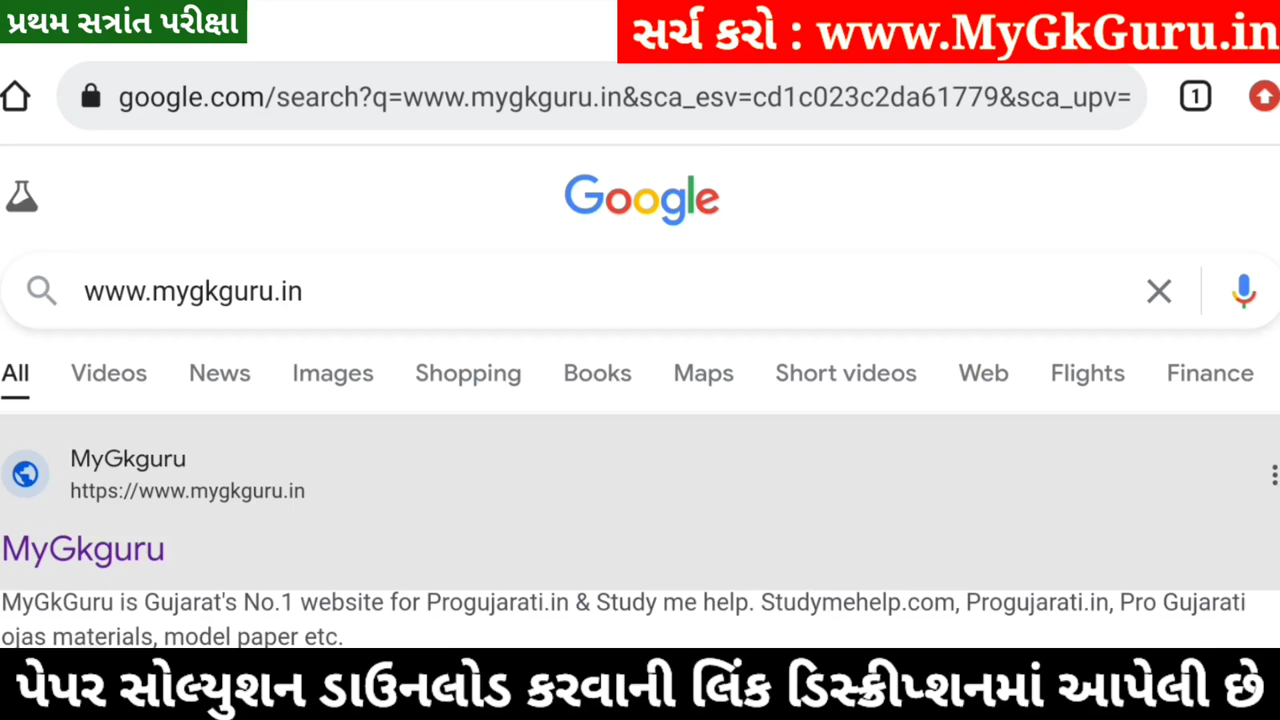 પ્રથમ સત્રાંત પરીક્ષા
સર્ચ કરો : www.MyGkGuru.in
google.com/search?q=www.mygkguru.in&sca_esv=cd1c023c2da61779&sca_upv=
1
Google
www.mygkguru.in
All Videos News Images Shopping Books Maps Short videos Web Flights Finance
MyGkguru
https://www.mygkguru.in
MyGkguru
MyGkGuru is Gujarat's No.1 website for Progujarati.in & Study me help. Studymehelp.com, Progujarati.in, Pro Gujarati
ojas materials, model paper etc.
પેપર સોલ્યુશન ડાઉનલોડ કરવાની લિંક ડિસ્ક્રીપ્શનમાં આપેલી છે